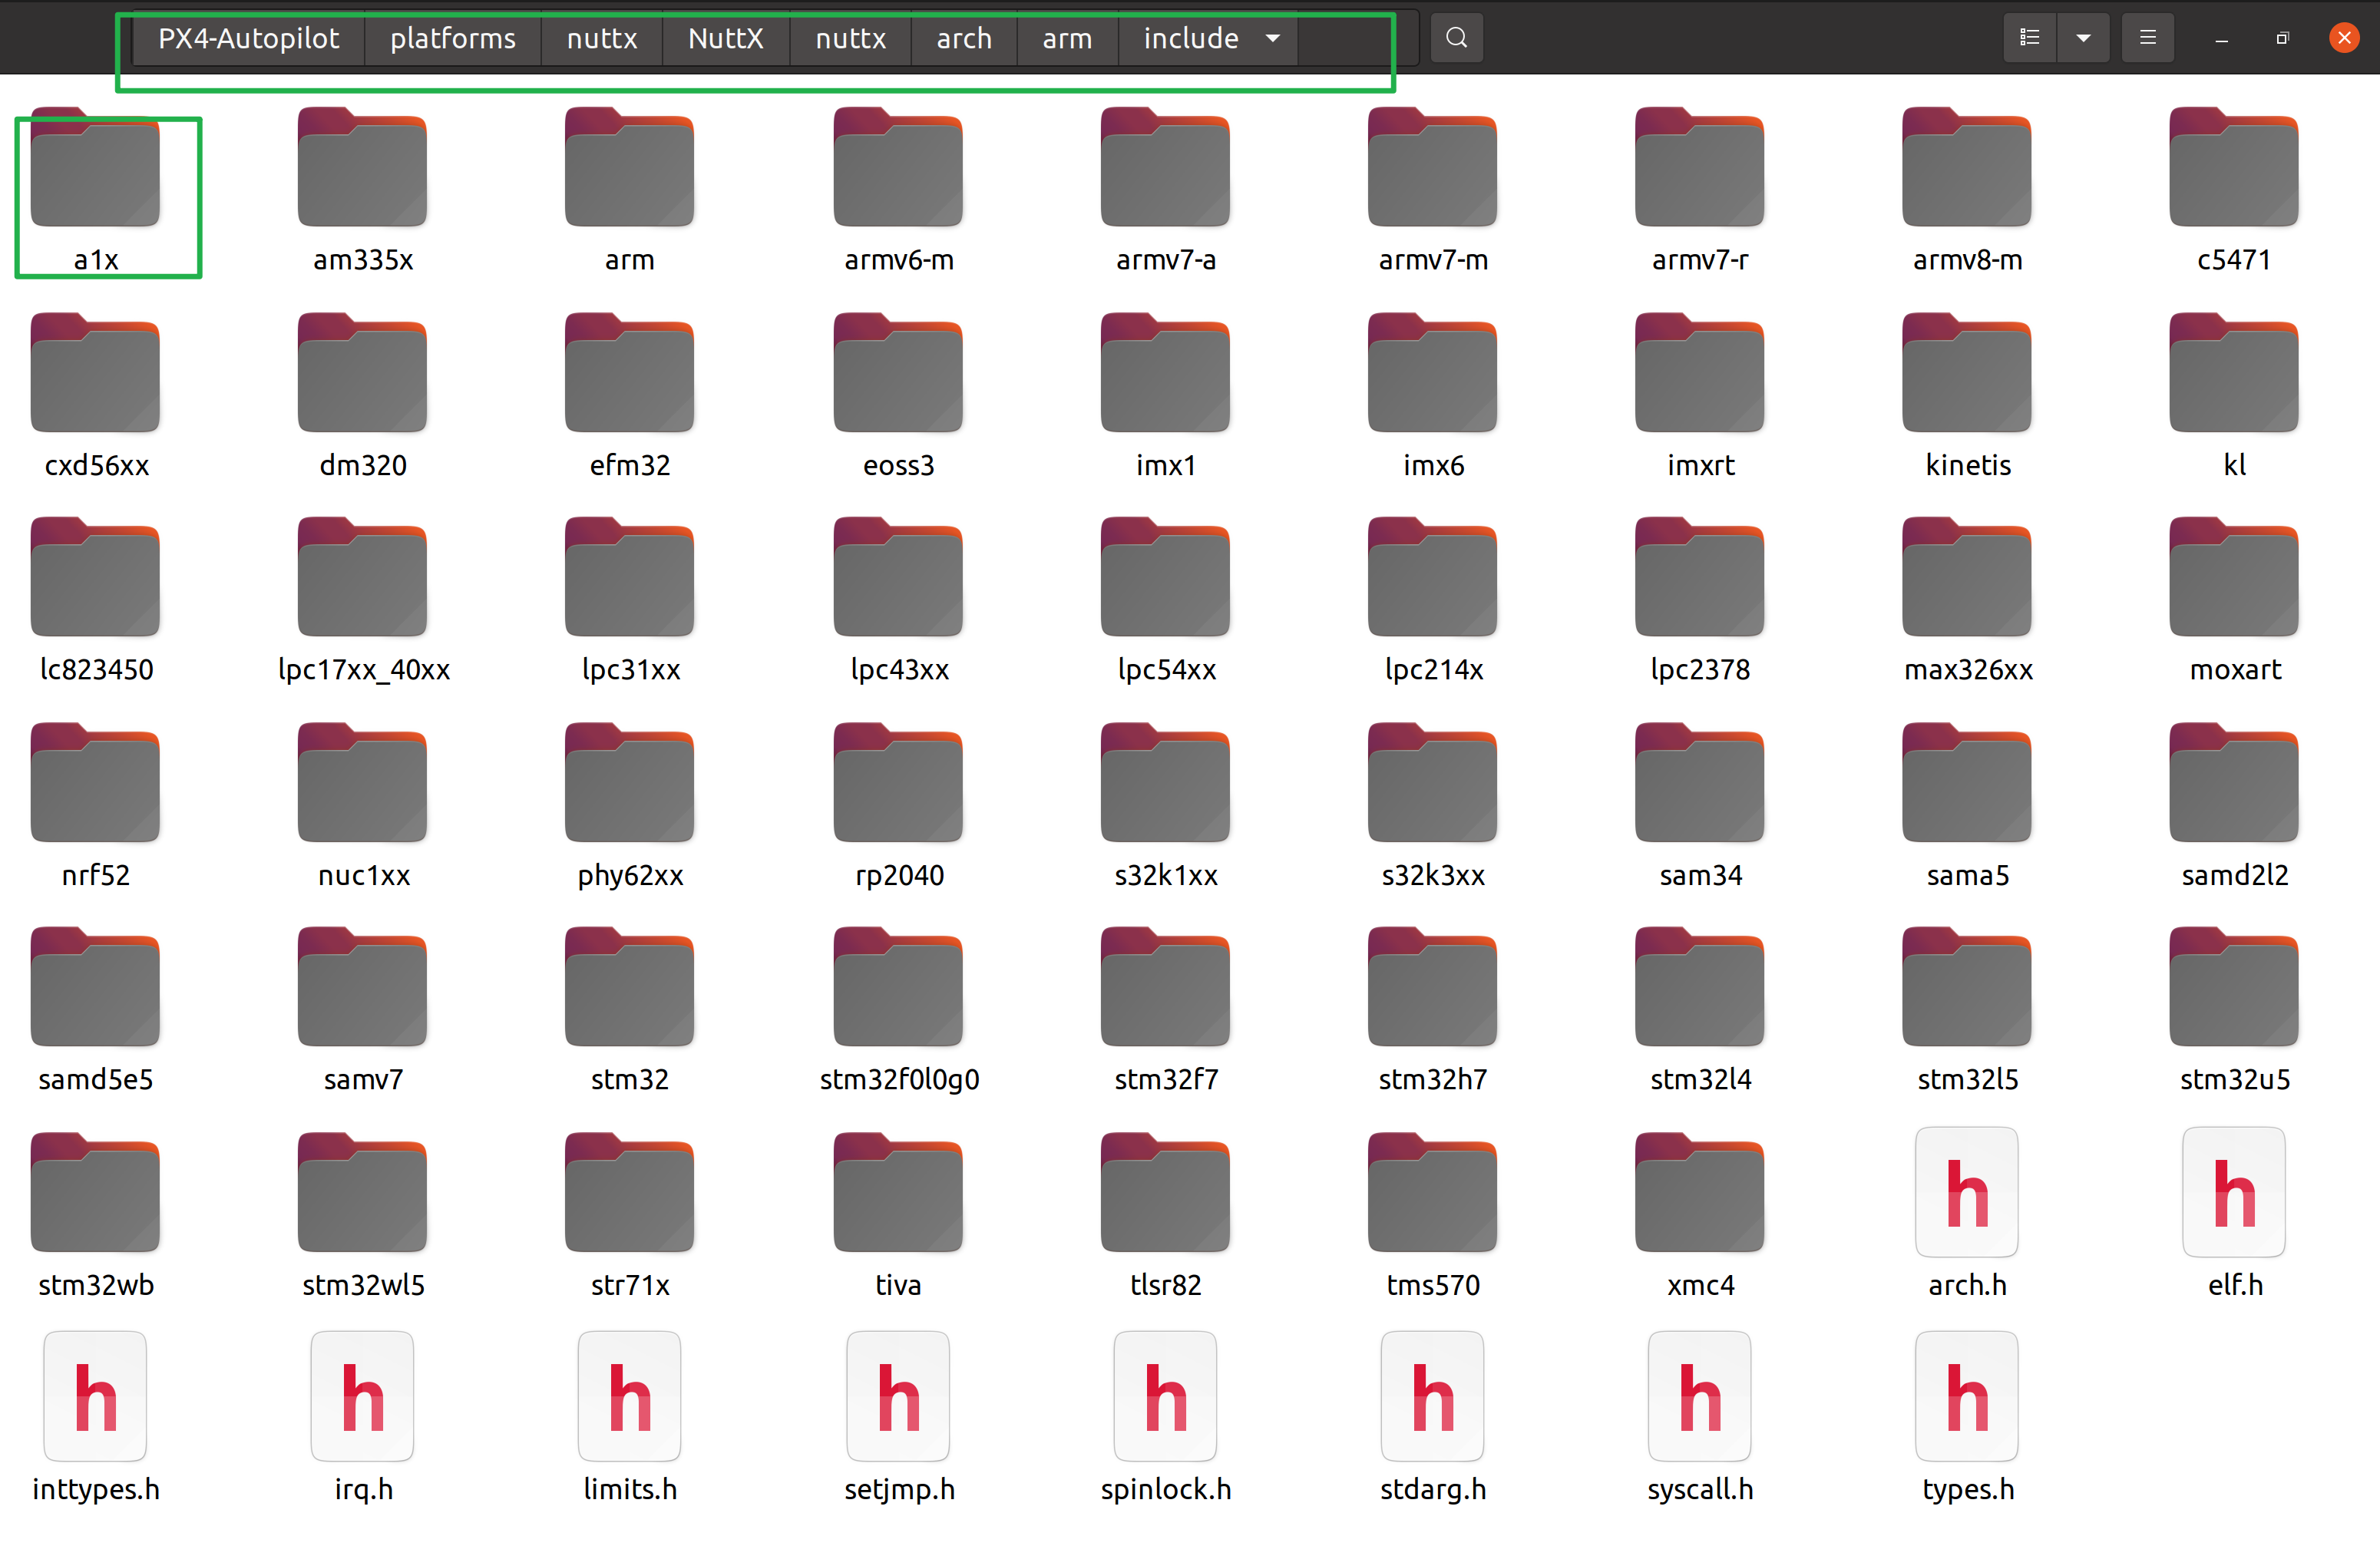 PX4-Autopilot platforms nuttx NuttX nuttx arch arm include
a1x am335x arm armv6-m armv7-a armv7-m armv7-r armv8-m c5471
cxd56xx dm320 efm32 eoss3 imx1 imx6 imxrt kinetis kl
lc823450 lpc17xx_40xx lpc31xx lpc43xx lpc54xx lpc214x lpc2378 max326xx moxart
nrf52 nuc1xx phy62xx rp2040 s32k1xx s32k3xx sam34 sama5 samd2l2
samd5e5 samv7 stm32 stm32f0l0g0 stm32f7 stm32h7 stm32l4 stm32l5 stm32u5
stm32wb stm32wl5 str71x tiva tlsr82 tms570 xmc4 arch.h elf.h
inttypes.h irq.h limits.h setjmp.h spinlock.h stdarg.h syscall.h types.h